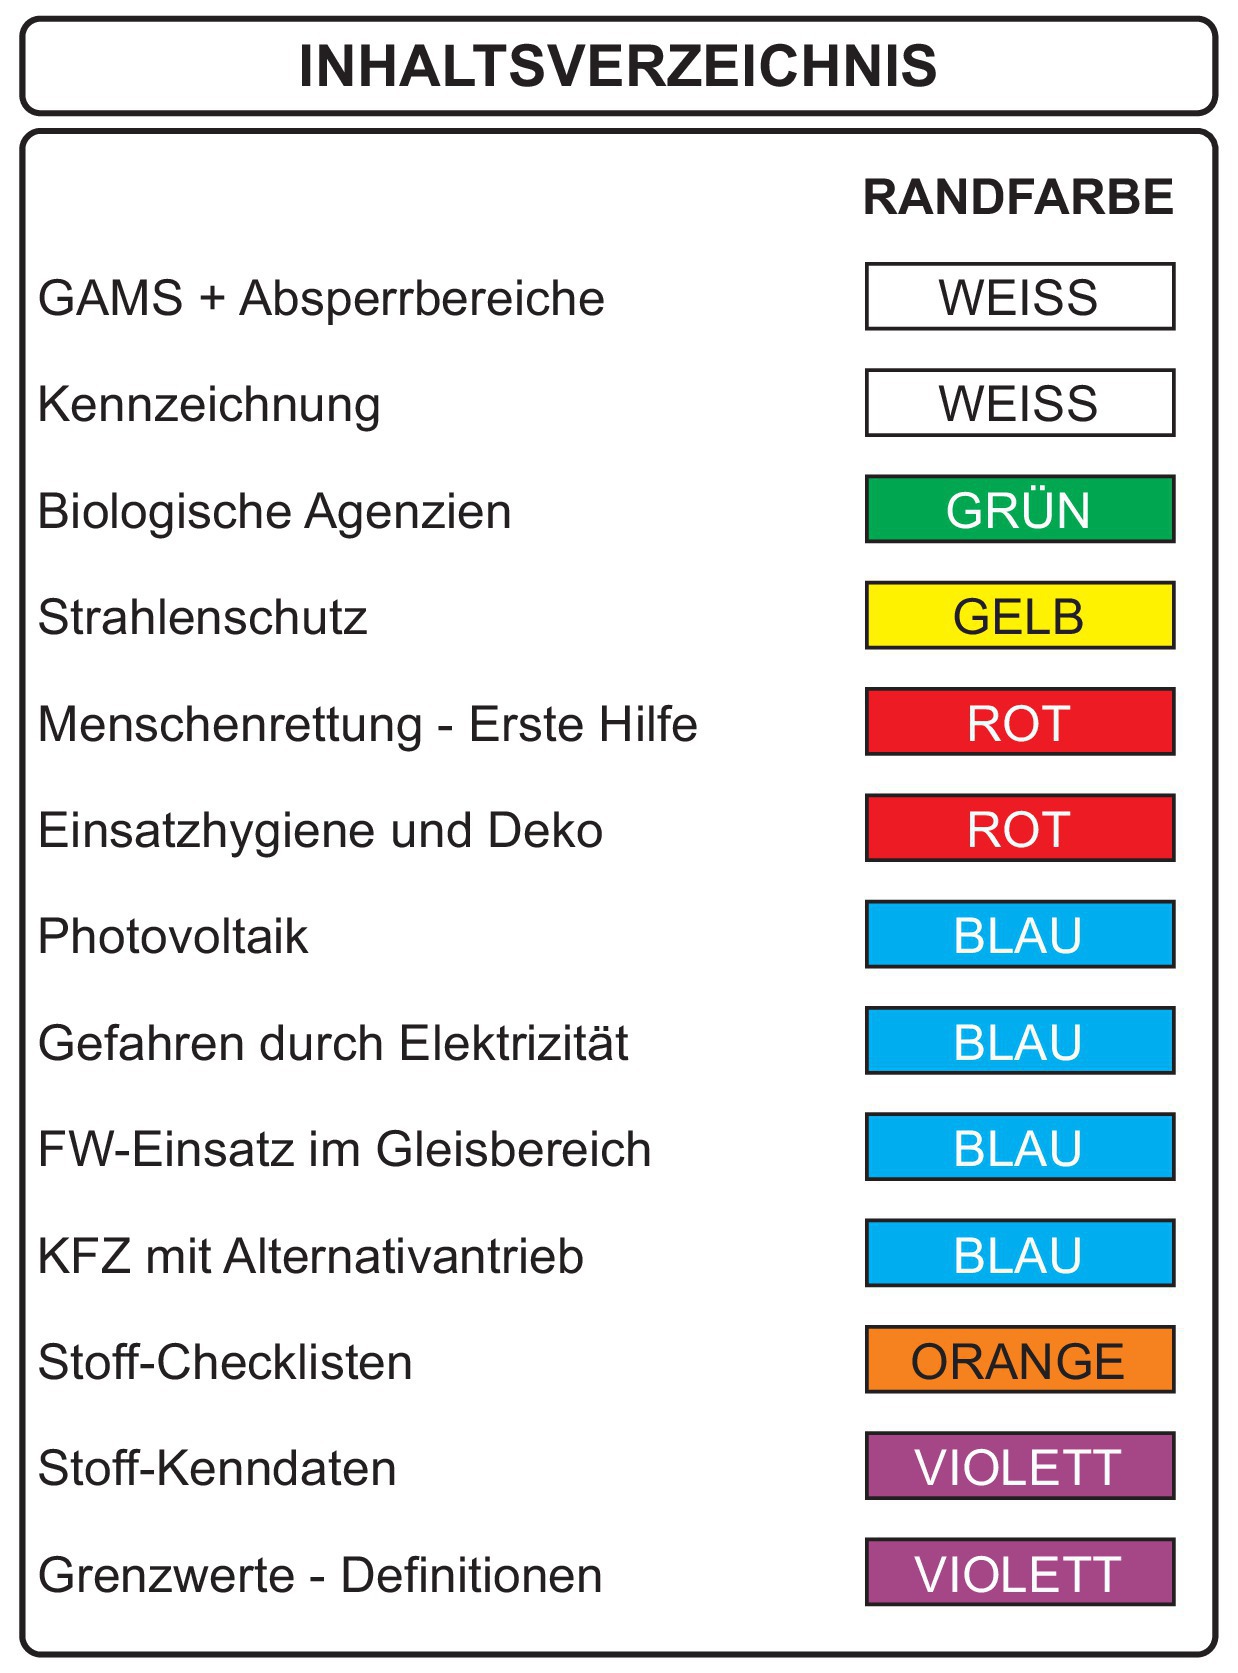 INHALTSVERZEICHNIS
RANDFARBE
GAMS + Absperrbereiche WEISS
Kennzeichnung WEISS
Biologische Agenzien GRÜN
Strahlenschutz GELB
Menschenrettung - Erste Hilfe ROT
Einsatzhygiene und Deko ROT
Photovoltaik BLAU
Gefahren durch Elektrizität BLAU
FW-Einsatz im Gleisbereich BLAU
KFZ mit Alternativantrieb BLAU
Stoff-Checklisten ORANGE
Stoff-Kenndaten VIOLETT
Grenzwerte - Definitionen VIOLETT